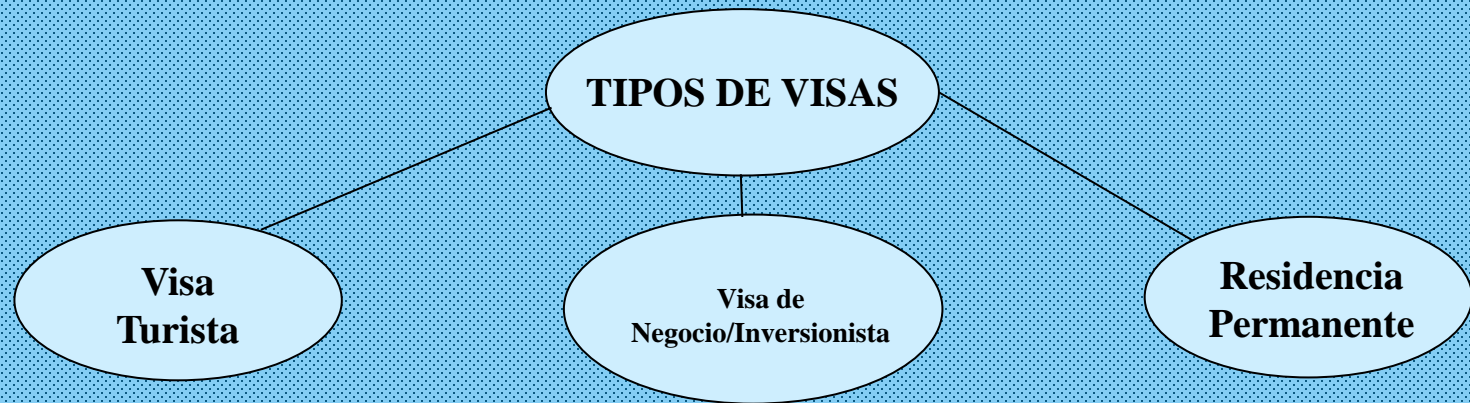 TIPOS DE VISAS
Visa
Turista
Visa de
Negocio/Inversionista
Residencia
Permanente